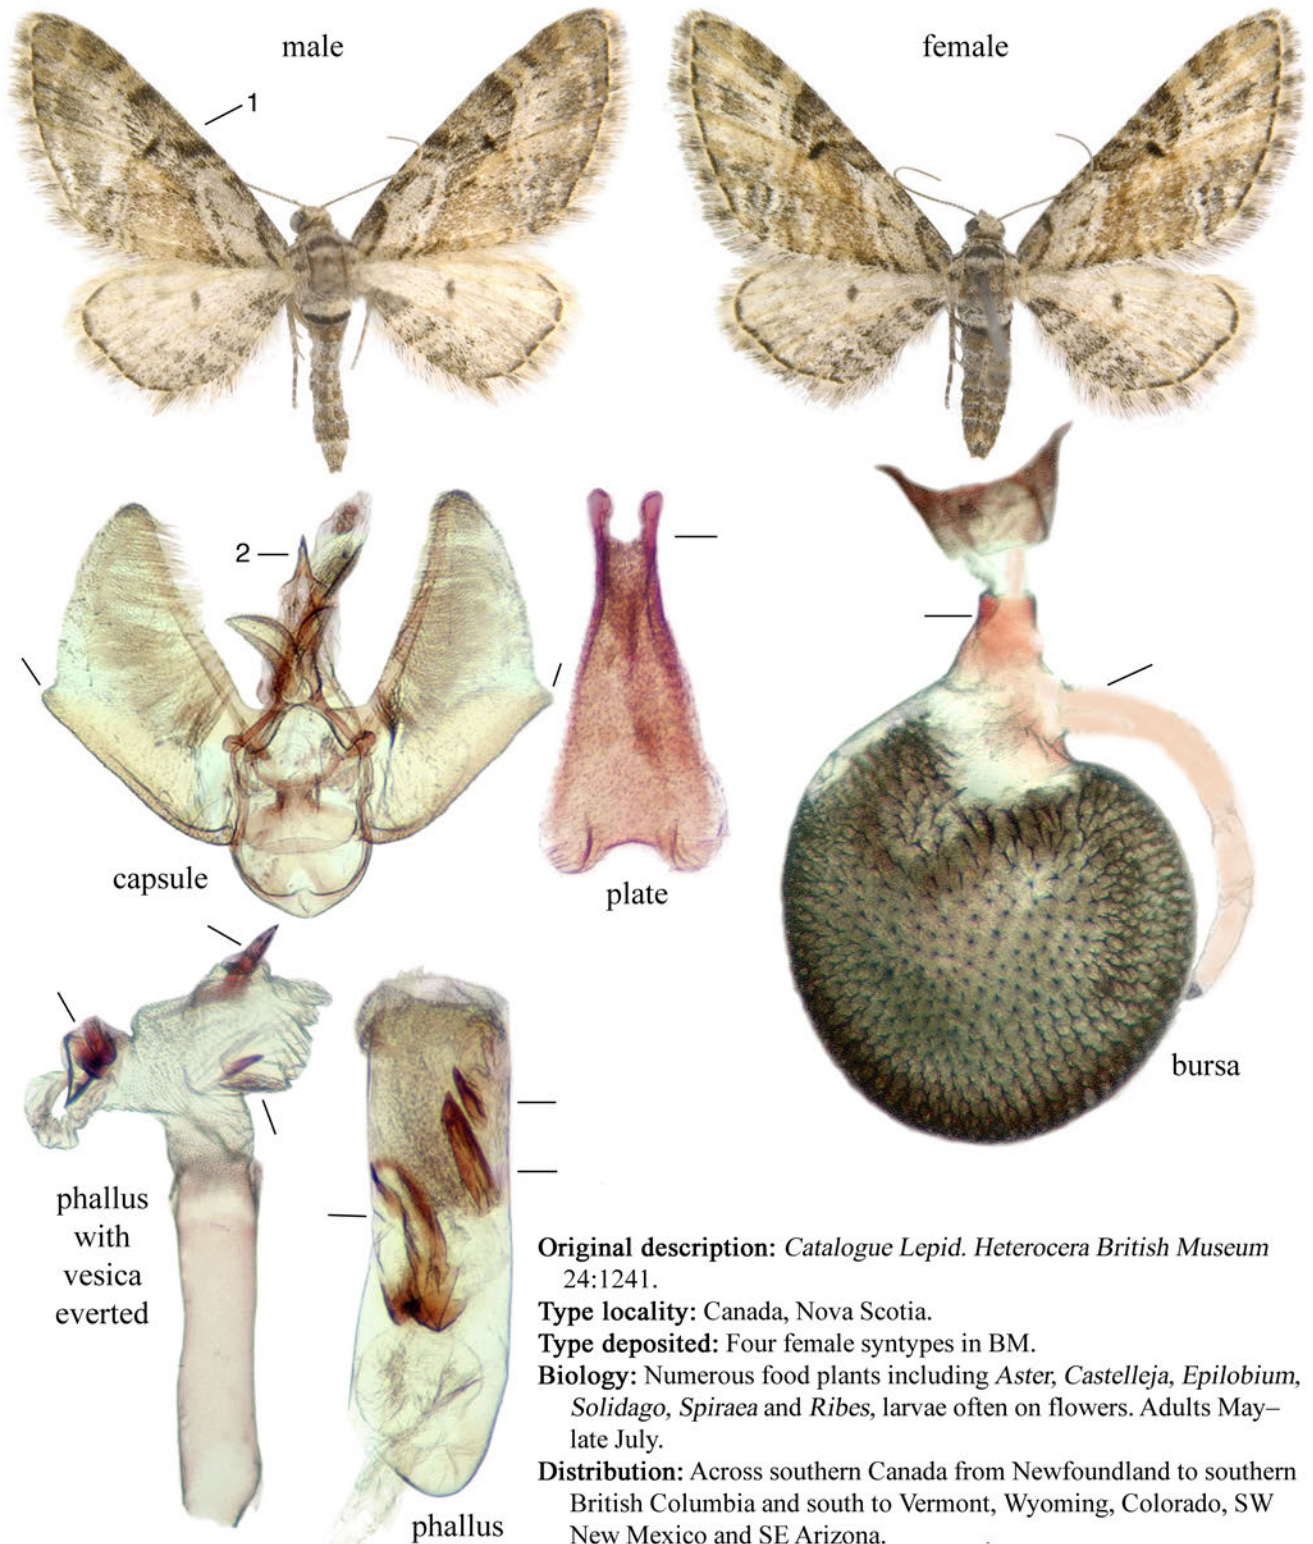 male
female
1
2
capsule
plate
bursa
phallus
with
vesica
everted
phallus
Original description: Catalogue Lepid. Heterocera British Museum
24:1241.
Type locality: Canada, Nova Scotia.
Type deposited: Four female syntypes in BM.
Biology: Numerous food plants including Aster, Castelleja, Epilobium,
Solidago, Spiraea and Ribes, larvae often on flowers. Adults May–
late July.
Distribution: Across southern Canada from Newfoundland to southern
British Columbia and south to Vermont, Wyoming, Colorado, SW
New Mexico and SE Arizona.